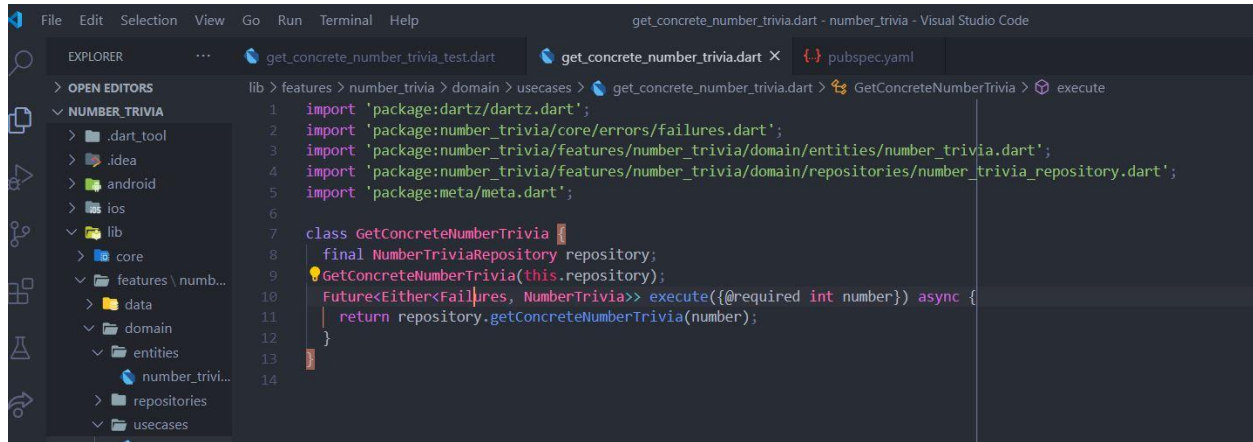 File Edit Selection View Go Run Terminal Help get_concrete_number_trivia.dart - number_trivia - Visual Studio Code
EXPLORER ... get_concrete_number_trivia_test.dart get_concrete_number_trivia.dart × {..} pubspec.yaml
> OPEN EDITORS
NUMBER_TRIVIA
> .dart_tool
> .idea
> android
> ios
lib
> core
features \ numb...
> data
domain
entities
number_trivi...
> repositories
usecases
lib > features > number_trivia > domain > usecases > get_concrete_number_trivia.dart > GetConcreteNumberTrivia > execute
1 import 'package:dartz/dartz.dart';
2 import 'package:number_trivia/core/errors/failures.dart';
3 import 'package:number_trivia/features/number_trivia/domain/entities/number_trivia.dart';
4 import 'package:number_trivia/features/number_trivia/domain/repositories/number_trivia_repository.dart';
5 import 'package:meta/meta.dart';
6
7 class GetConcreteNumberTrivia {
8 final NumberTriviaRepository repository;
9 GetConcreteNumberTrivia(this.repository);
10 Future<Either<Failures, NumberTrivia>> execute({@required int number}) async {
11 return repository.getConcreteNumberTrivia(number);
12 }
13 }
14